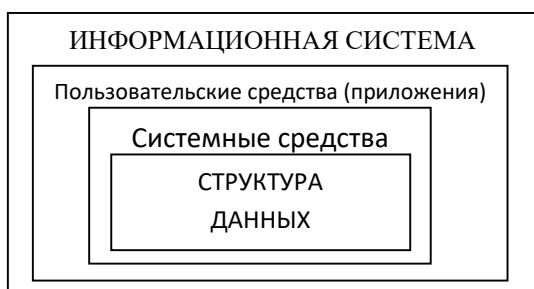 ИНФОРМАЦИОННАЯ СИСТЕМА
Пользовательские средства (приложения)
Системные средства
СТРУКТУРА
ДАННЫХ